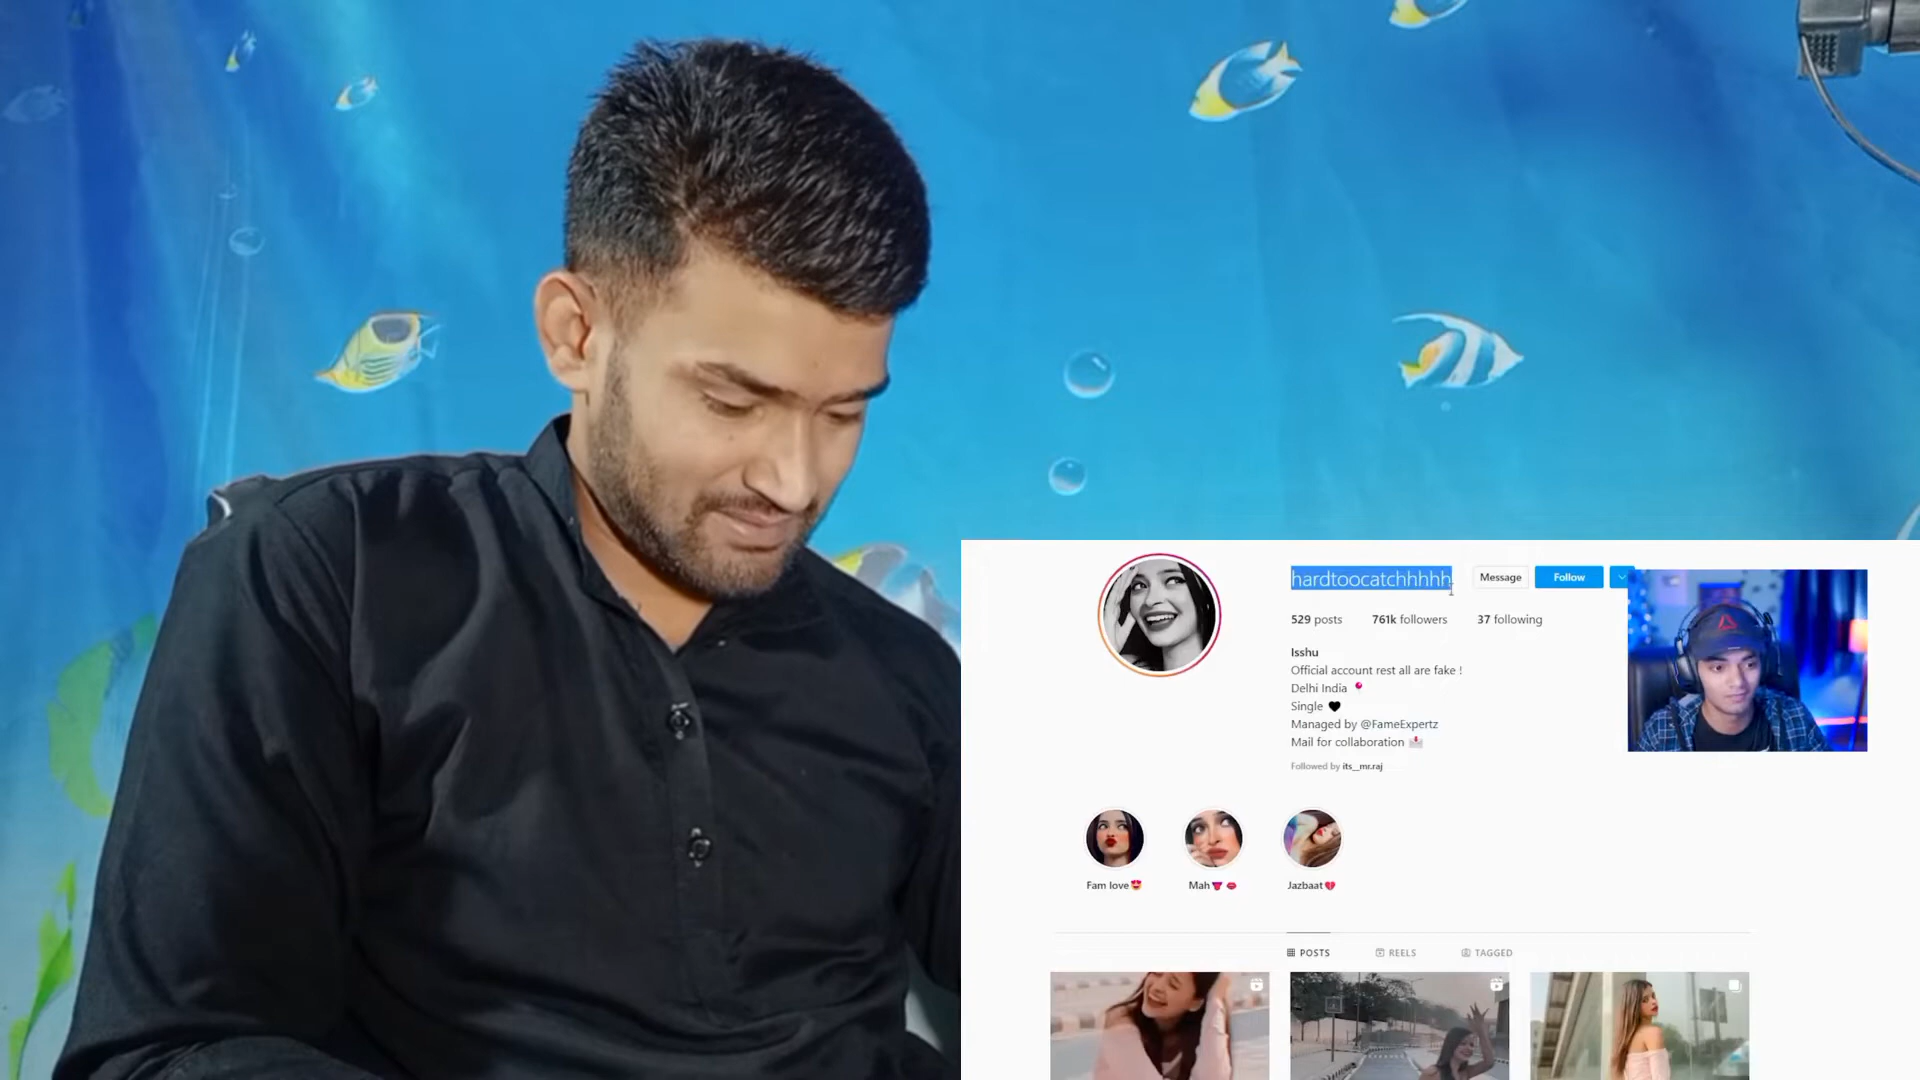 hardtoocatchhhhh
Message
Follow
529 posts 761k followers 37 following
Isshu
Official account rest all are fake !
Delhi India 📍
Single 🖤
Managed by @FameExpertz
Mail for collaboration 📩
Followed by its__mr.raj
Fam love😍 Mah👅👄 Jazbaat💔
POSTS REELS TAGGED